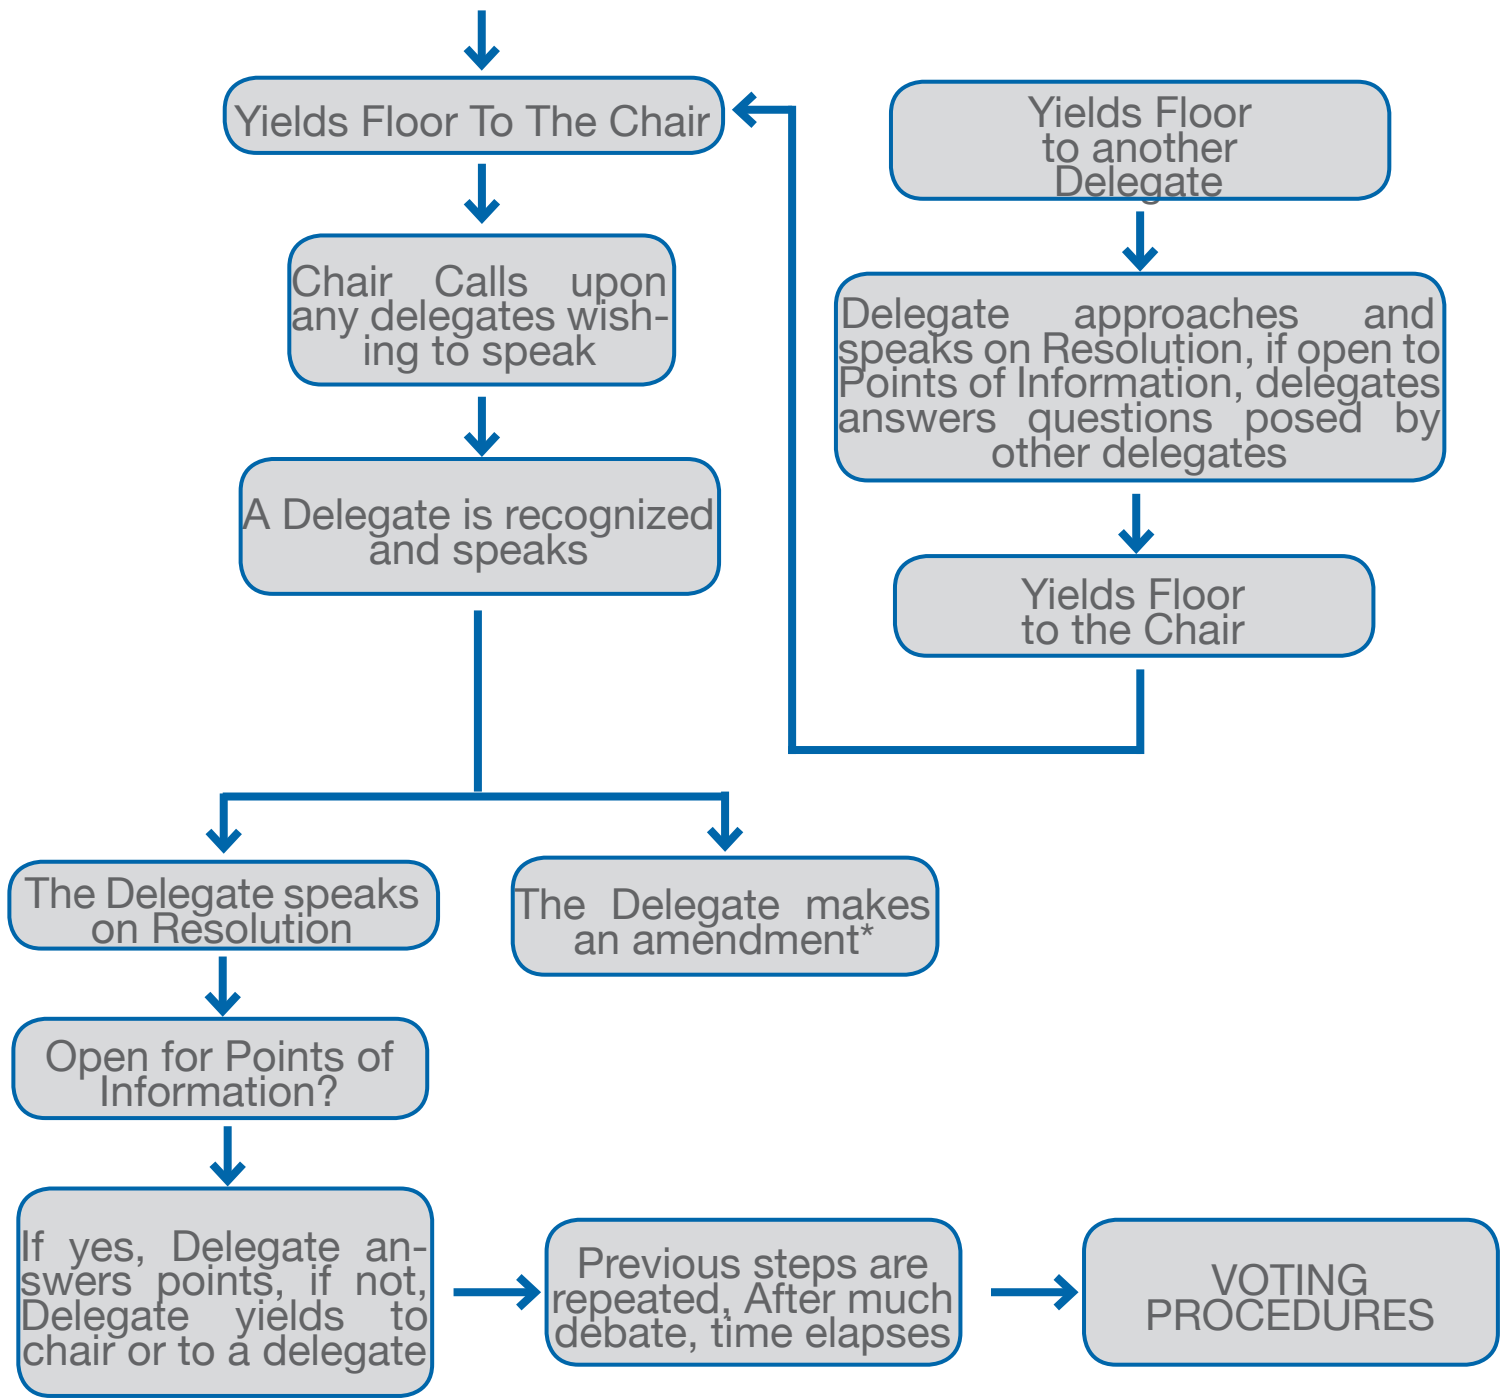 Yields Floor To The Chair
Chair Calls upon
any delegates wish-
ing to speak
A Delegate is recognized
and speaks
Yields Floor
to another
Delegate
Delegate approaches and
speaks on Resolution, if open to
Points of Information, delegates
answers questions posed by
other delegates
Yields Floor
to the Chair
The Delegate speaks
on Resolution
The Delegate makes
an amendment*
Open for Points of
Information?
If yes, Delegate an-
swers points, if not,
Delegate yields to
chair or to a delegate
Previous steps are
repeated, After much
debate, time elapses
VOTING
PROCEDURES